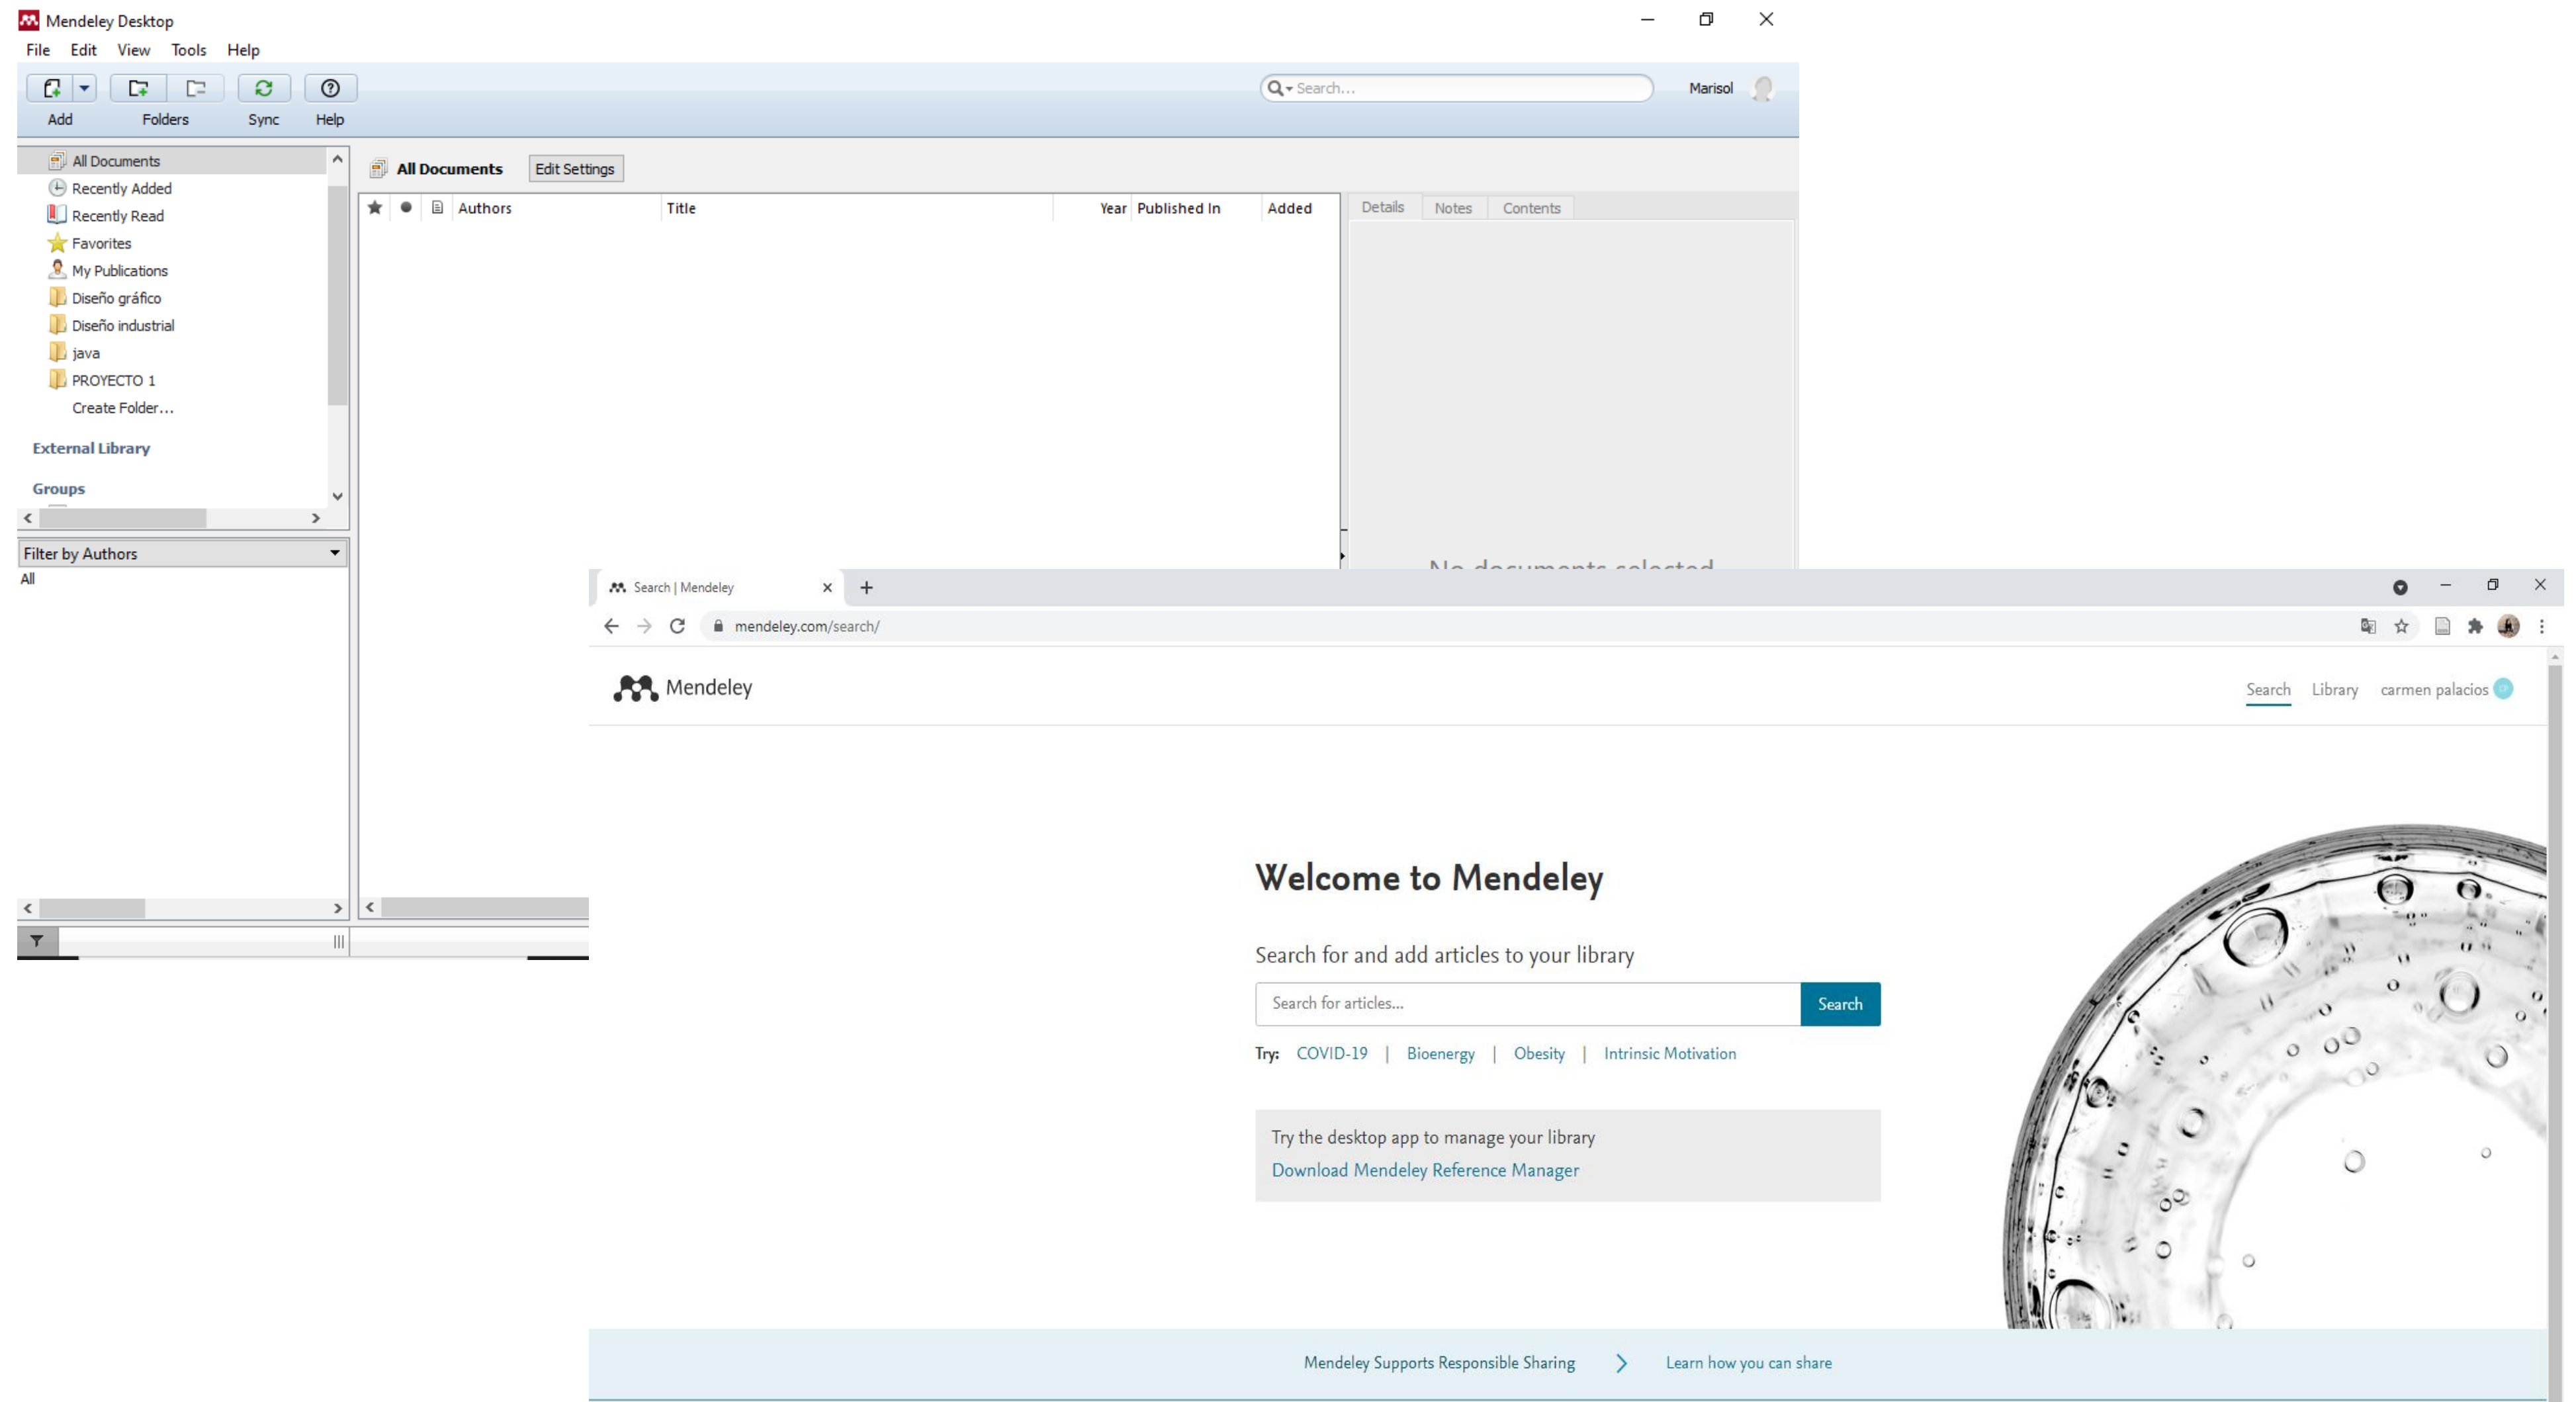 Mendeley Desktop
File Edit View Tools Help
Search...
Marisol
Add Folders Sync Help
All Documents
Recently Added
Recently Read
Favorites
My Publications
Diseño gráfico
Diseño industrial
java
PROYECTO 1
Create Folder...
External Library
Groups
Filter by Authors
All
All Documents Edit Settings
Authors Title Year Published In Added
Details Notes Contents
No documents selected
Search | Mendeley
mendeley.com/search/
Mendeley
Search Library carmen palacios
Welcome to Mendeley
Search for and add articles to your library
Search for articles... Search
Try: COVID-19 | Bioenergy | Obesity | Intrinsic Motivation
Try the desktop app to manage your library
Download Mendeley Reference Manager
Mendeley Supports Responsible Sharing Learn how you can share